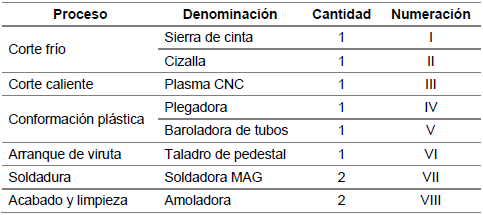 Proceso Denominación Cantidad Numeración
Corte frío
Sierra de cinta 1 I
Cizalla 1 II
Corte caliente Plasma CNC 1 III
Conformación plástica
Plegadora 1 IV
Baroladora de tubos 1 V
Arranque de viruta Taladro de pedestal 1 VI
Soldadura Soldadora MAG 2 VII
Acabado y limpieza Amoladora 2 VIII